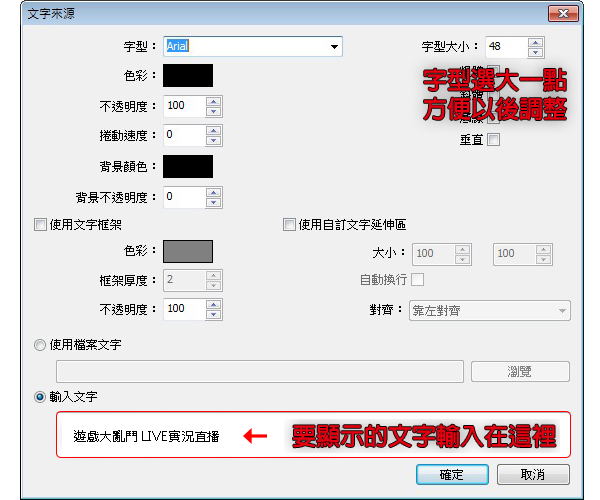 文字來源
字型： Arial 字型大小： 48
色彩：
字型選大一點
不透明度： 100
方便以後調整
捲動速度： 0
垂直
背景顏色：
背景不透明度： 0
使用文字框架 使用自訂文字延伸區
色彩： 大小： 100 100
框架厚度： 2 自動換行
不透明度： 100 對齊： 靠左對齊
使用檔案文字
瀏覽
輸入文字
遊戲大亂鬥 LIVE實況直播 要顯示的文字輸入在這裡
確定 取消